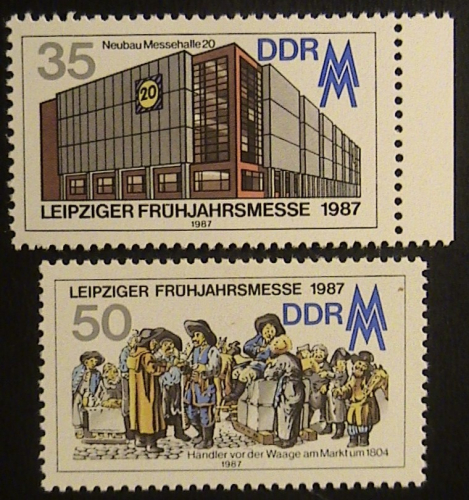 35
Neubau Messehalle 20
DDR
20
LEIPZIGER FRÜHJAHRSMESSE 1987
1987
LEIPZIGER FRÜHJAHRSMESSE 1987
50
DDR
Händler vor der Waage am Markt um 1804
1987